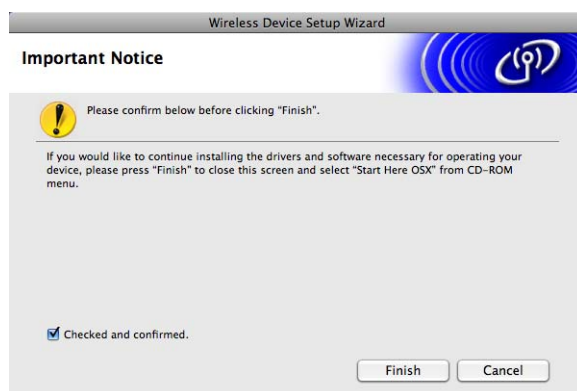 Wireless Device Setup Wizard
Important Notice
Please confirm below before clicking "Finish".
If you would like to continue installing the drivers and software necessary for operating your
device, please press "Finish" to close this screen and select "Start Here OSX" from CD-ROM
menu.
Checked and confirmed.
Finish
Cancel